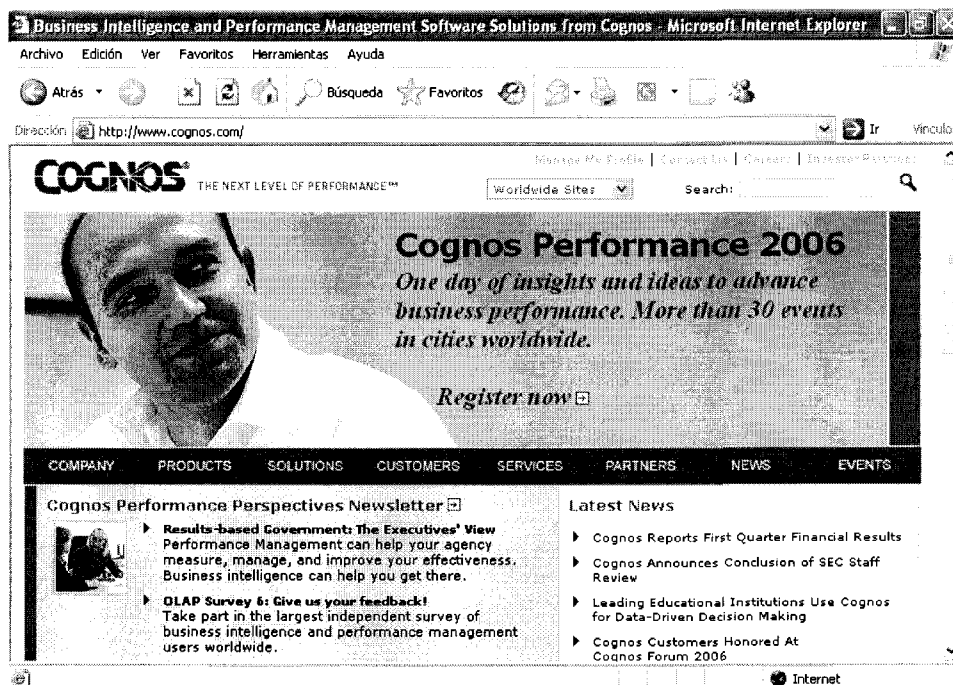 Business Intelligence and Performance Management Software Solutions from Cognos - Microsoft Internet Explorer
Archivo Edición Ver Favoritos Herramientas Ayuda
Atrás Búsqueda Favoritos
Dirección http://www.cognos.com/ Ir Vínculo
Manage My Profile | Contact Us | Careers | Investor Partner
COGNOS® THE NEXT LEVEL OF PERFORMANCE™
Worldwide Sites Search:
Cognos Performance 2006
One day of insights and ideas to advance
business performance. More than 30 events
in cities worldwide.
Register now
COMPANY PRODUCTS SOLUTIONS CUSTOMERS SERVICES PARTNERS NEWS EVENTS
Cognos Performance Perspectives Newsletter
Results-based Government: The Executives' View
Performance Management can help your agency
measure, manage, and improve your effectiveness.
Business intelligence can help you get there.
OLAP Survey 6: Give us your feedback!
Take part in the largest independent survey of
business intelligence and performance management
users worldwide.
Latest News
Cognos Reports First Quarter Financial Results
Cognos Announces Conclusion of SEC Staff
Review
Leading Educational Institutions Use Cognos
for Data-Driven Decision Making
Cognos Customers Honored At
Cognos Forum 2006
Internet